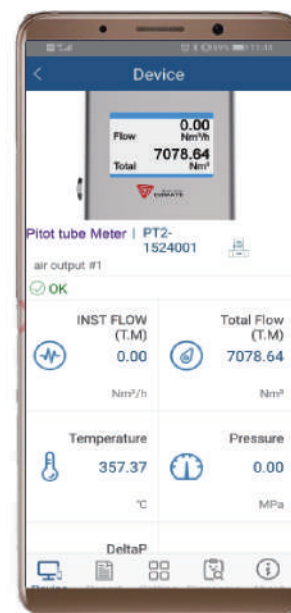 Device
0.00
Flow Nm³/h
7078.64
Total Nm³
Pitot tube Meter | PT2-
1524001
air output #1
OK
INST FLOW
(T.M)
0.00
Nm³/h
Total Flow
(T.M)
7078.64
Nm³
Temperature
357.37
℃
Pressure
0.00
MPa
DeltaP